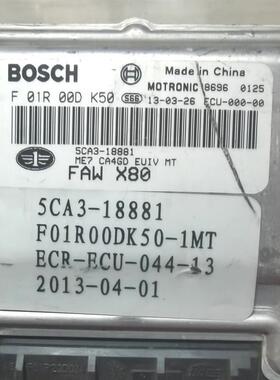 BOSCH
Made in China
MOTRONIC 8696 0125
F 01R 00D K50 SGG 13-03-26 ECU-000-00
5CA3-18881
ME7 CA4GD EUIV MT
FAW X80
5CA3-18881
F01R00DK50-1MT
ECR-ECU-044-13
2013-04-01